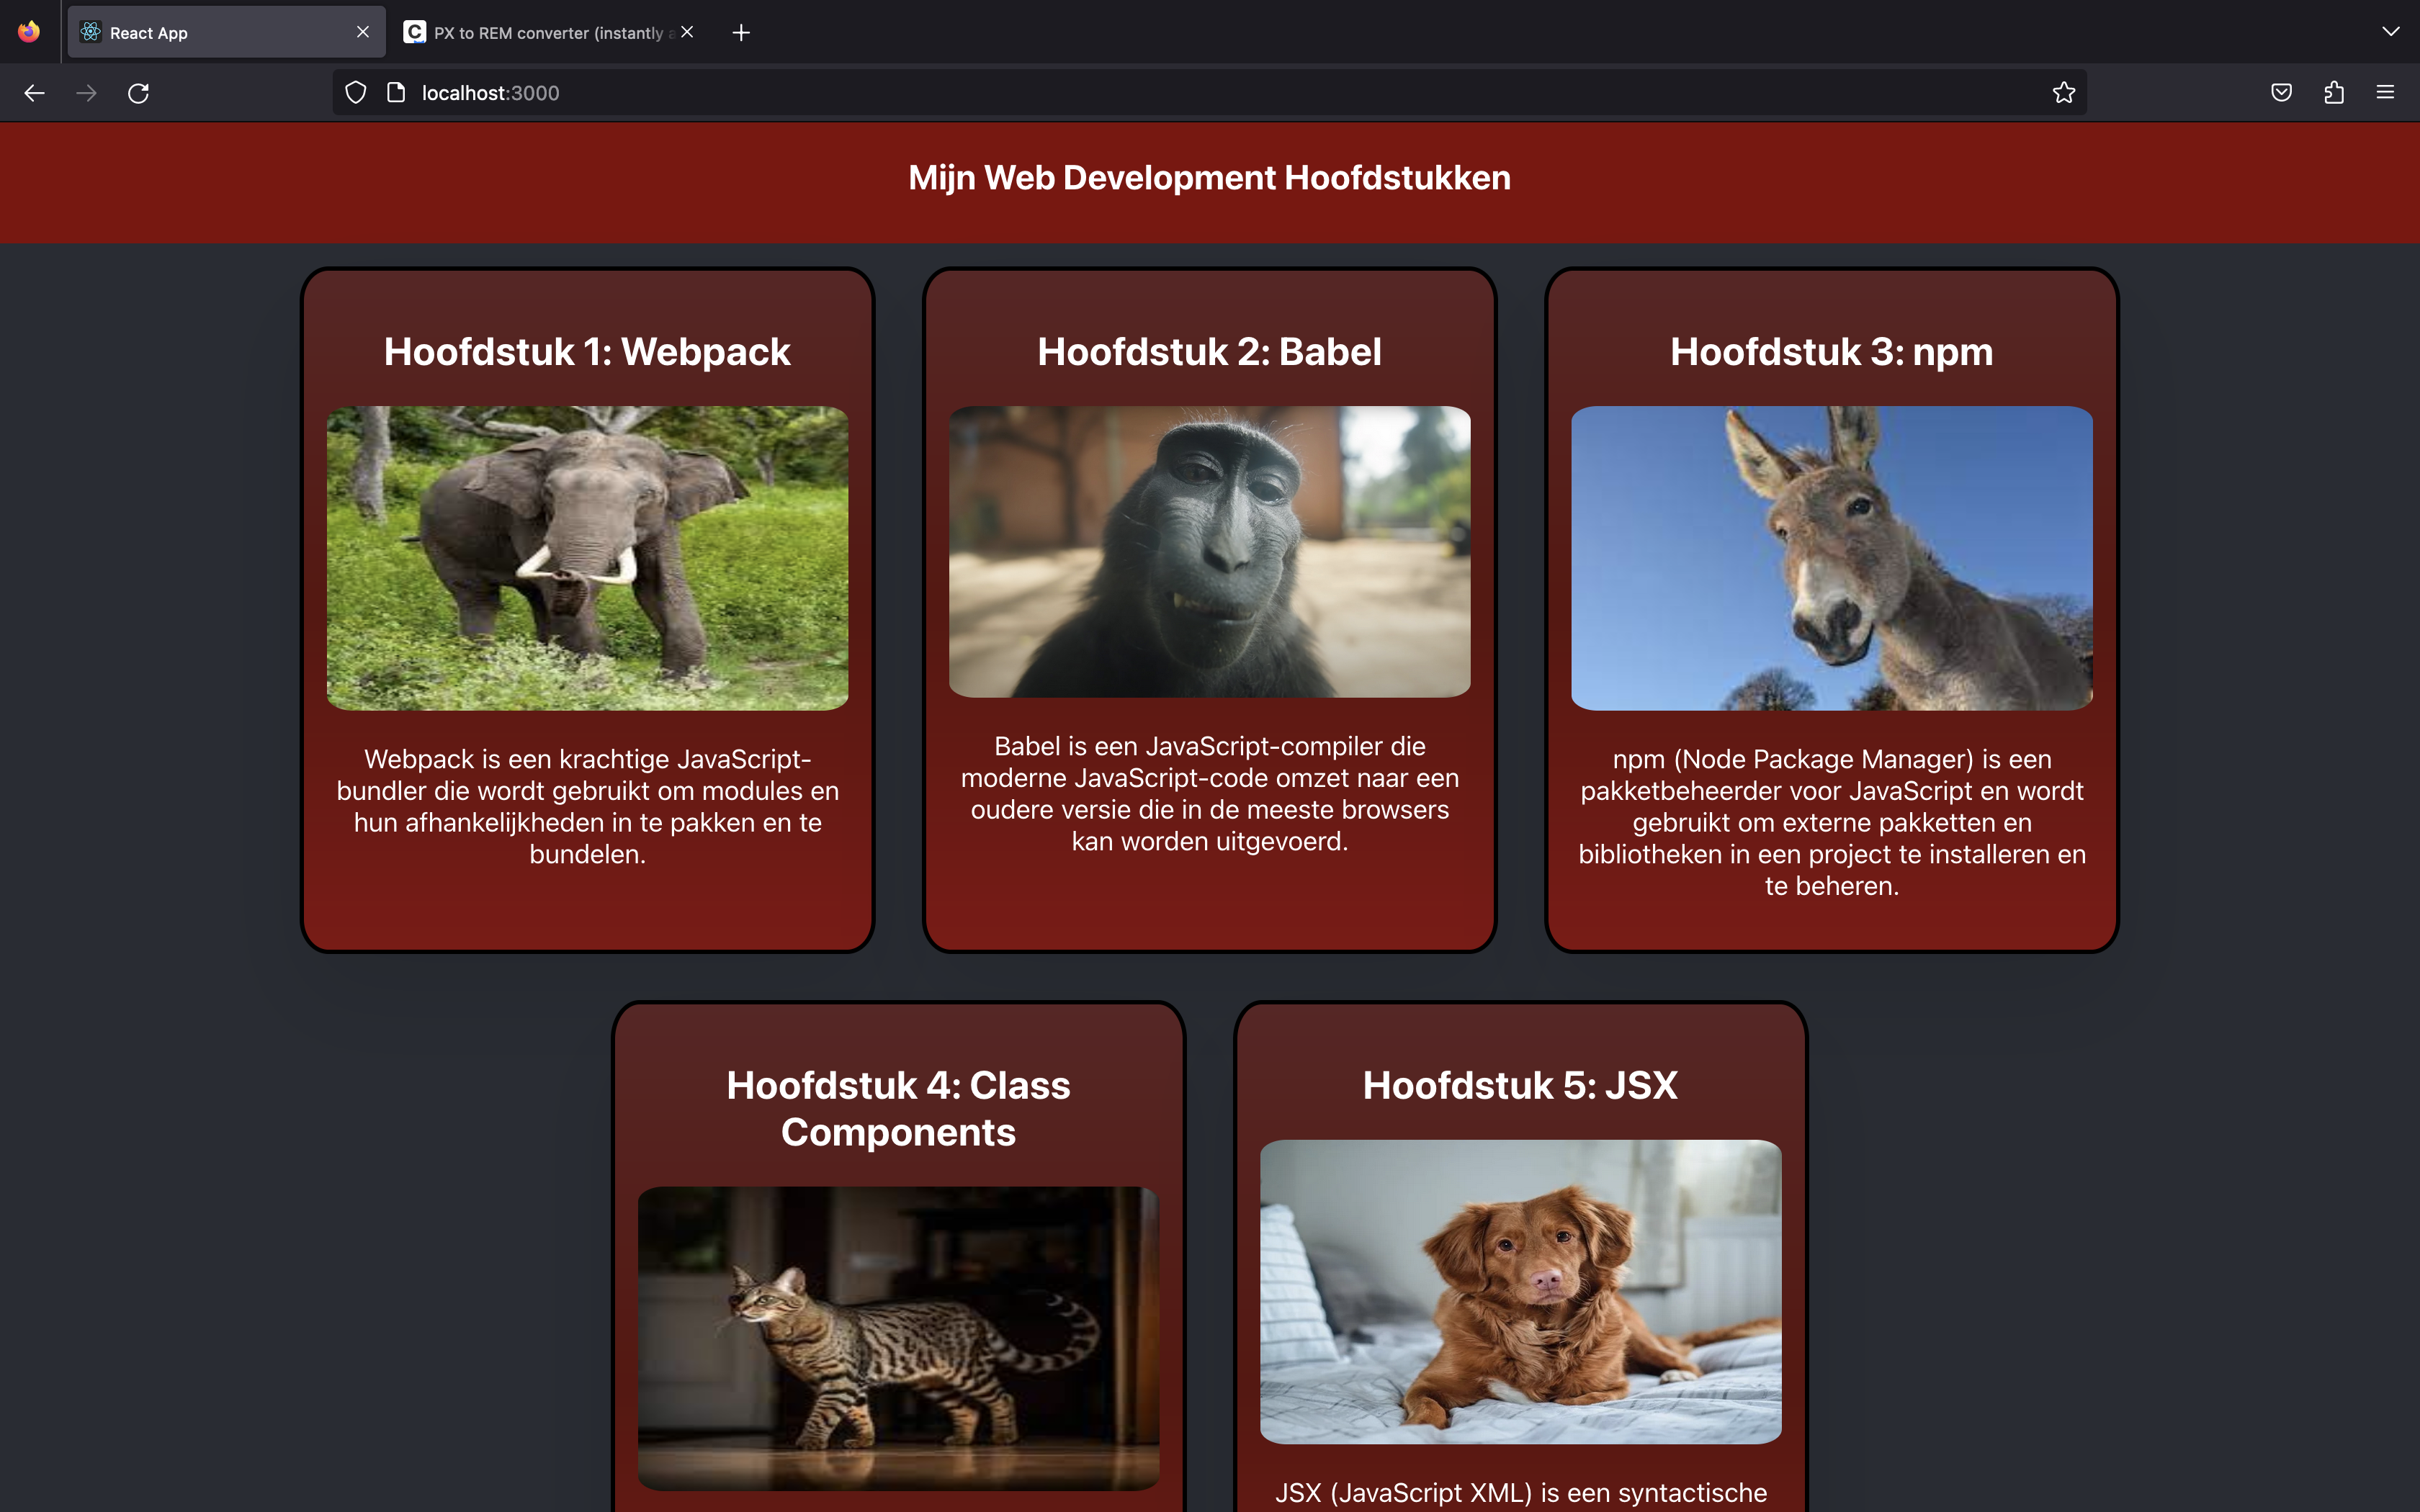 React App
PX to REM converter (instantly
localhost:3000
Mijn Web Development Hoofdstukken
Hoofdstuk 1: Webpack
Webpack is een krachtige JavaScript-
bundler die wordt gebruikt om modules en
hun afhankelijkheden in te pakken en te
bundelen.
Hoofdstuk 2: Babel
Babel is een JavaScript-compiler die
moderne JavaScript-code omzet naar een
oudere versie die in de meeste browsers
kan worden uitgevoerd.
Hoofdstuk 3: npm
npm (Node Package Manager) is een
pakketbeheerder voor JavaScript en wordt
gebruikt om externe pakketten en
bibliotheken in een project te installeren en
te beheren.
Hoofdstuk 4: Class
Components
Hoofdstuk 5: JSX
JSX (JavaScript XML) is een syntactische